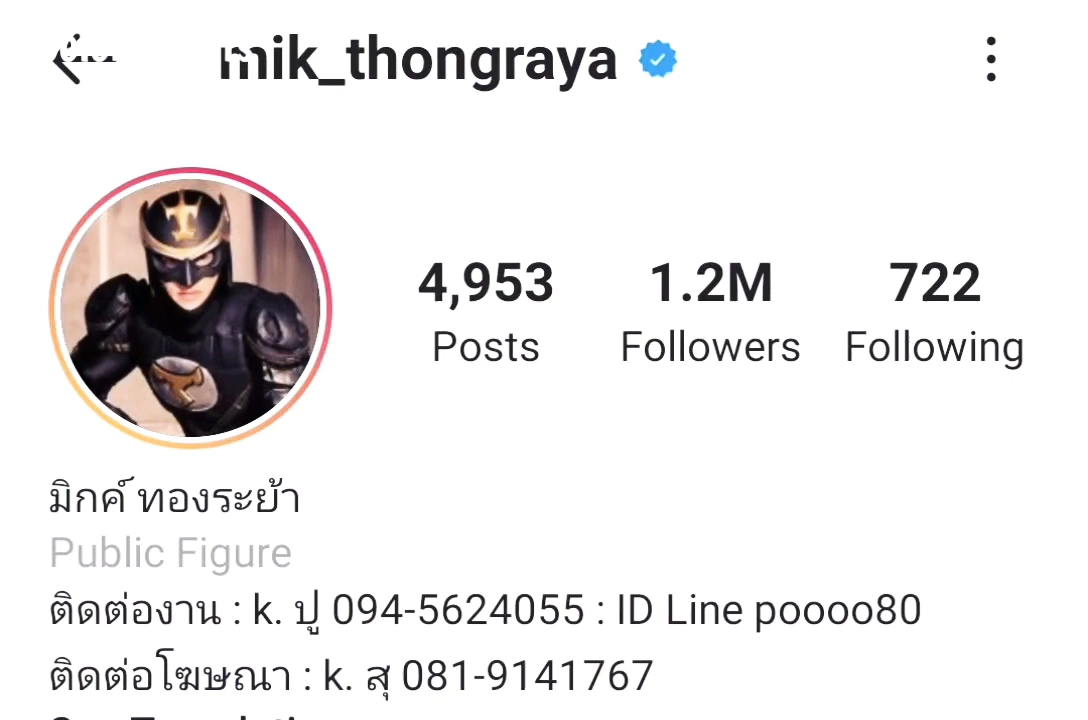 mik_thongraya
4,953 1.2M 722
Posts Followers Following
มิกค์ ทองระย้า
Public Figure
ติดต่องาน : k. ปู 094-5624055 : ID Line poooo80
ติดต่อโฆษณา : k. สุ 081-9141767